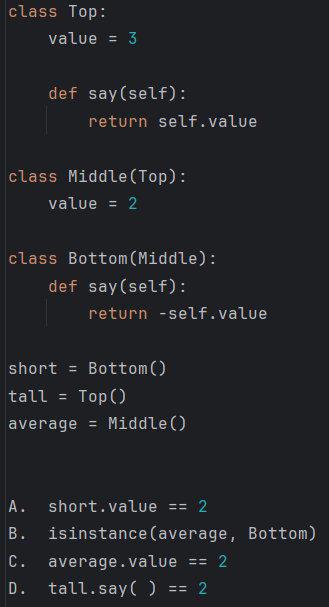 class Top:
    value = 3

    def say(self):
        return self.value

class Middle(Top):
    value = 2

class Bottom(Middle):
    def say(self):
        return -self.value

short = Bottom()
tall = Top()
average = Middle()


A.  short.value == 2
B.  isinstance(average, Bottom)
C.  average.value == 2
D.  tall.say( ) == 2